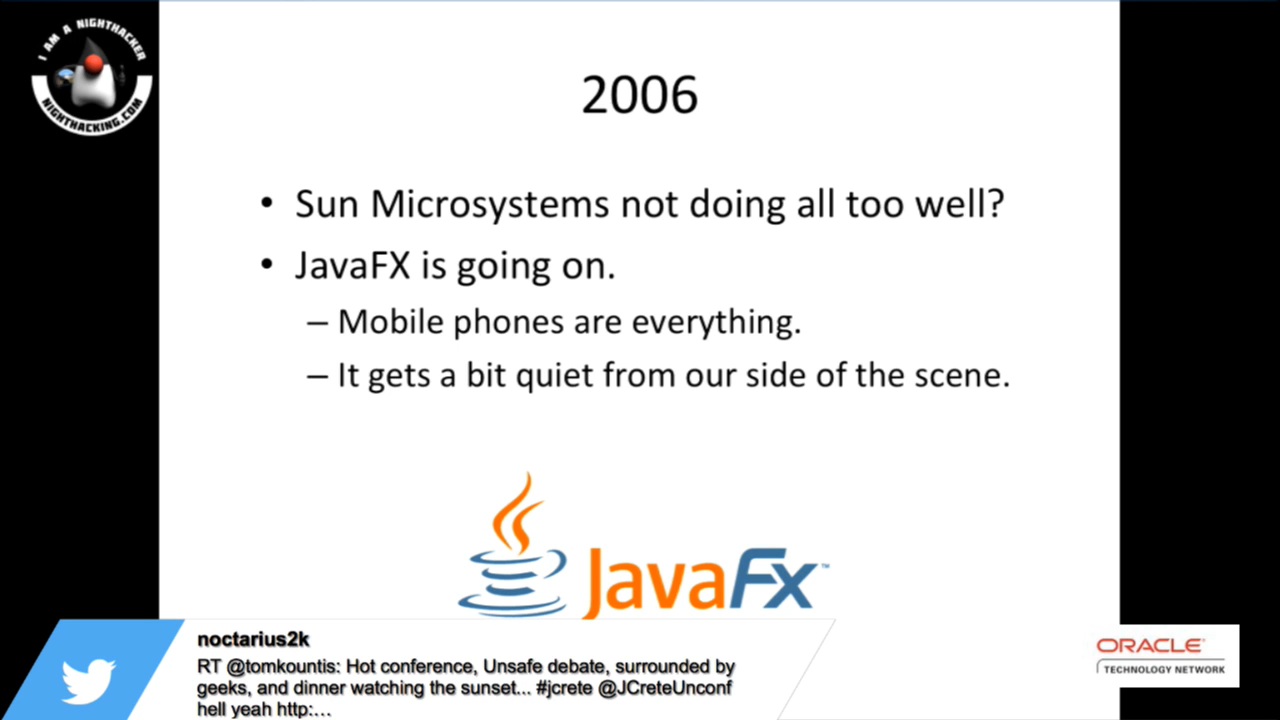 I AM A NIGHTHACKER
NIGHTHACKING.COM
2006
• Sun Microsystems not doing all too well?
• JavaFX is going on.
– Mobile phones are everything.
– It gets a bit quiet from our side of the scene.
JavaFx™
noctarius2k
RT @tomkountis: Hot conference, Unsafe debate, surrounded by
geeks, and dinner watching the sunset... #jcrete @JCreteUnconf
hell yeah http:...
ORACLE®
TECHNOLOGY NETWORK